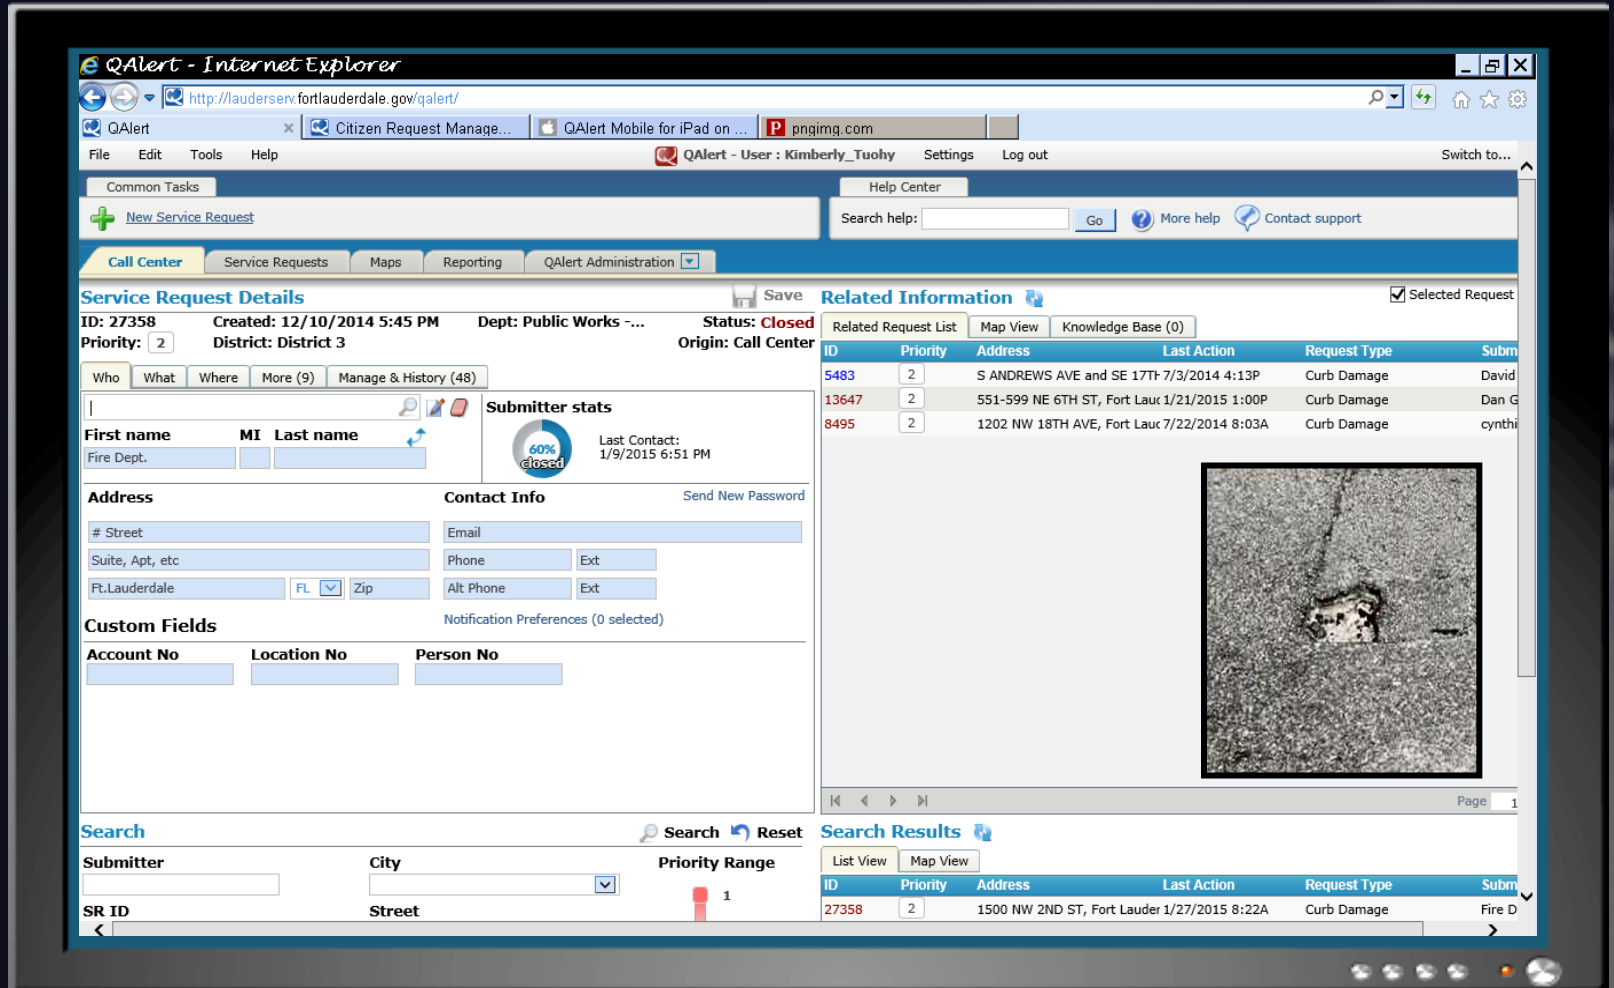 QAlert - Internet Explorer
http://lauderserv.fortlauderdale.gov/qalert/
QAlert
Citizen Request Manage...
QAlert Mobile for iPad on ...
pngimg.com
File Edit Tools Help
QAlert - User : Kimberly_Tuohy Settings Log out
Switch to...
Common Tasks
Help Center
New Service Request
Search help: Go More help Contact support
Call Center Service Requests Maps Reporting QAlert Administration
Service Request Details Save
ID: 27358 Created: 12/10/2014 5:45 PM Dept: Public Works -... Status: Closed
Priority: 2 District: District 3 Origin: Call Center
Who What Where More (9) Manage & History (48)
Submitter stats
First name MI Last name
Fire Dept.
60%
closed
Last Contact:
1/9/2015 6:51 PM
Address Contact Info Send New Password
# Street Email
Suite, Apt, etc Phone Ext
Ft.Lauderdale FL Zip Alt Phone Ext
Notification Preferences (0 selected)
Custom Fields
Account No Location No Person No
Related Information Selected Request
Related Request List Map View Knowledge Base (0)
ID Priority Address Last Action Request Type Subm
5483 2 S ANDREWS AVE and SE 17TH 7/3/2014 4:13P Curb Damage David
13647 2 551-599 NE 6TH ST, Fort Lauc 1/21/2015 1:00P Curb Damage Dan G
8495 2 1202 NW 18TH AVE, Fort Lauc 7/22/2014 8:03A Curb Damage cynthi
Page 1
Search Search Reset
Submitter City Priority Range
1
SR ID Street
Search Results
List View Map View
ID Priority Address Last Action Request Type Subm
27358 2 1500 NW 2ND ST, Fort Lauder 1/27/2015 8:22A Curb Damage Fire D